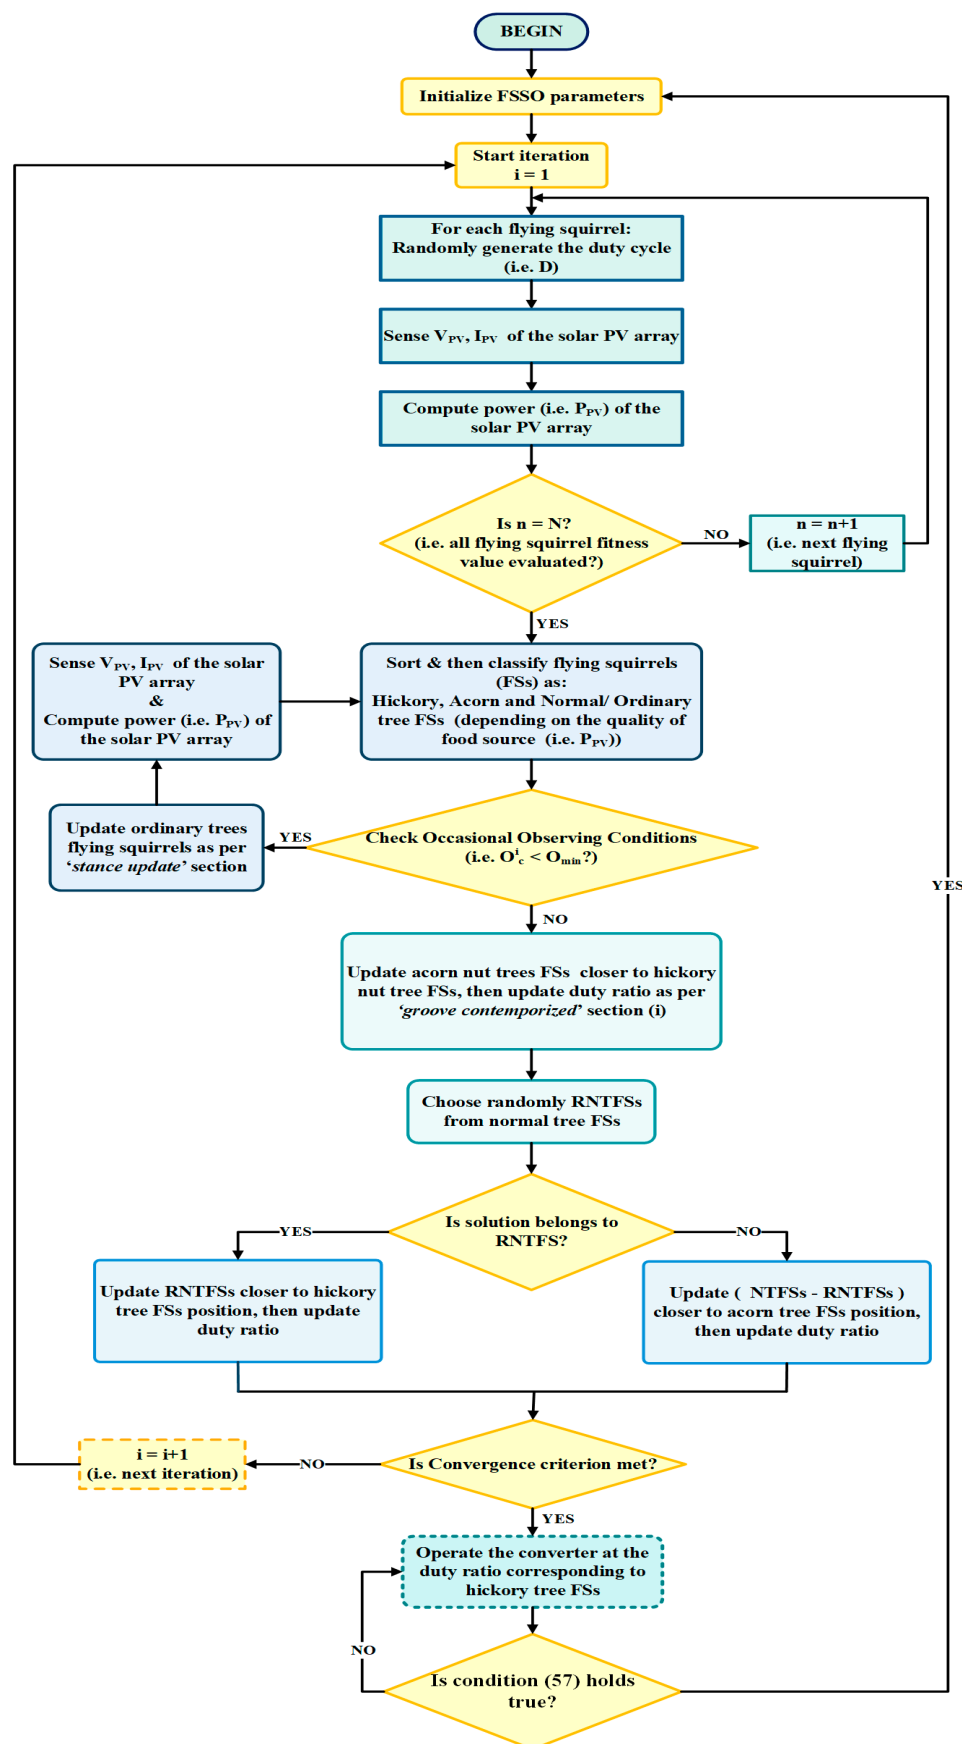 BEGIN
Initialize FSSO parameters
Start iteration
i = 1
For each flying squirrel:
Randomly generate the duty cycle
(i.e. D)
Sense V_PV, I_PV of the solar PV array
Compute power (i.e. P_PV) of the
solar PV array
Is n = N?
(i.e. all flying squirrel fitness
value evaluated?)
NO
n = n+1
(i.e. next flying
squirrel)
YES
Sense V_PV, I_PV of the solar
PV array
&
Compute power (i.e. P_PV) of
the solar PV array
Sort & then classify flying squirrels
(FSs) as:
Hickory, Acorn and Normal/ Ordinary
tree FSs (depending on the quality of
food source (i.e. P_PV))
Update ordinary trees
flying squirrels as per
‘stance update’ section
YES
Check Occasional Observing Conditions
(i.e. O^i_c < O_min?)
YES
NO
Update acorn nut trees FSs closer to hickory
nut tree FSs, then update duty ratio as per
‘groove contemporized’ section (i)
Choose randomly RNTFSs
from normal tree FSs
Is solution belongs to
RNTFS?
YES
NO
Update RNTFSs closer to hickory
tree FSs position, then update
duty ratio
Update ( NTFSs - RNTFSs )
closer to acorn tree FSs position,
then update duty ratio
i = i+1
(i.e. next iteration)
NO
Is Convergence criterion met?
YES
Operate the converter at the
duty ratio corresponding to
hickory tree FSs
NO
Is condition (57) holds
true?